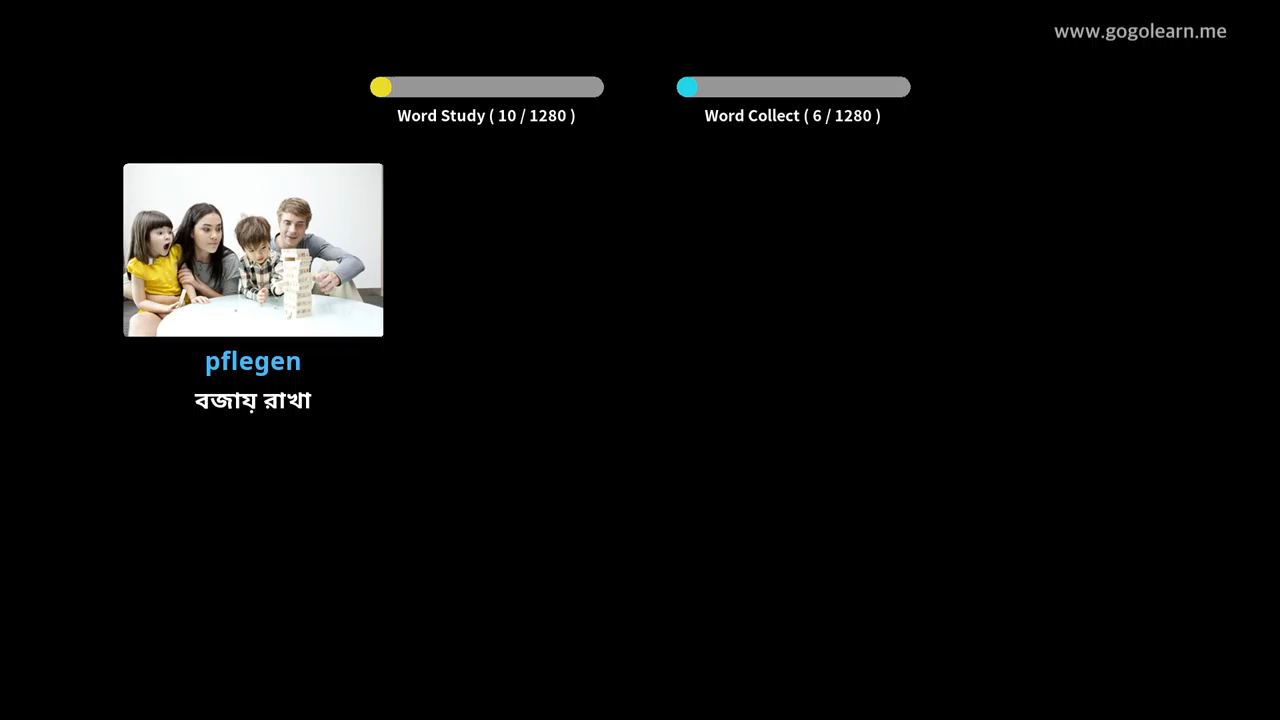 www.gogolearn.me
Word Study ( 10 / 1280 )
Word Collect ( 6 / 1280 )
pflegen
বজায় রাখা